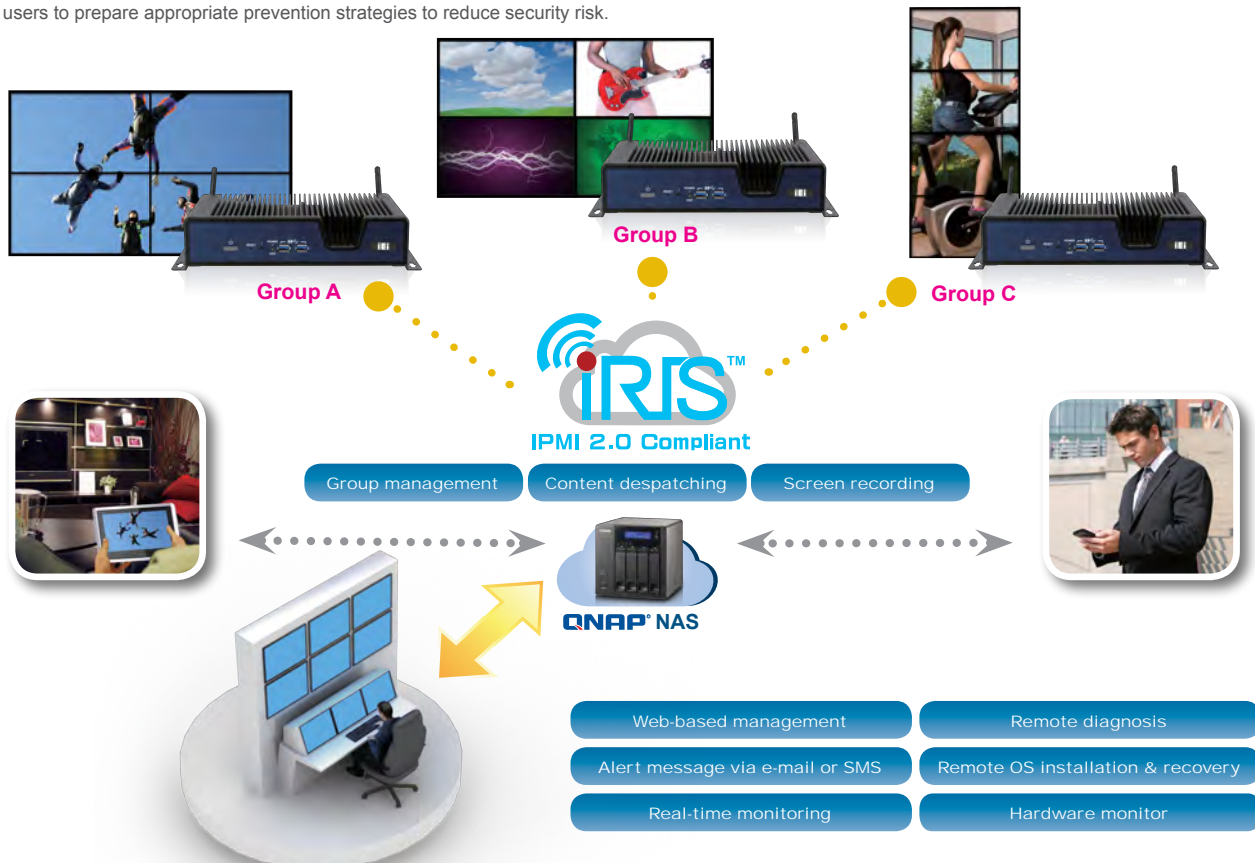 users to prepare appropriate prevention strategies to reduce security risk.
Group B
Group A
Group C
iRIS™
IPMI 2.0 Compliant
Group management
Content despatching
Screen recording
QNAP® NAS
Web-based management
Remote diagnosis
Alert message via e-mail or SMS
Remote OS installation & recovery
Real-time monitoring
Hardware monitor